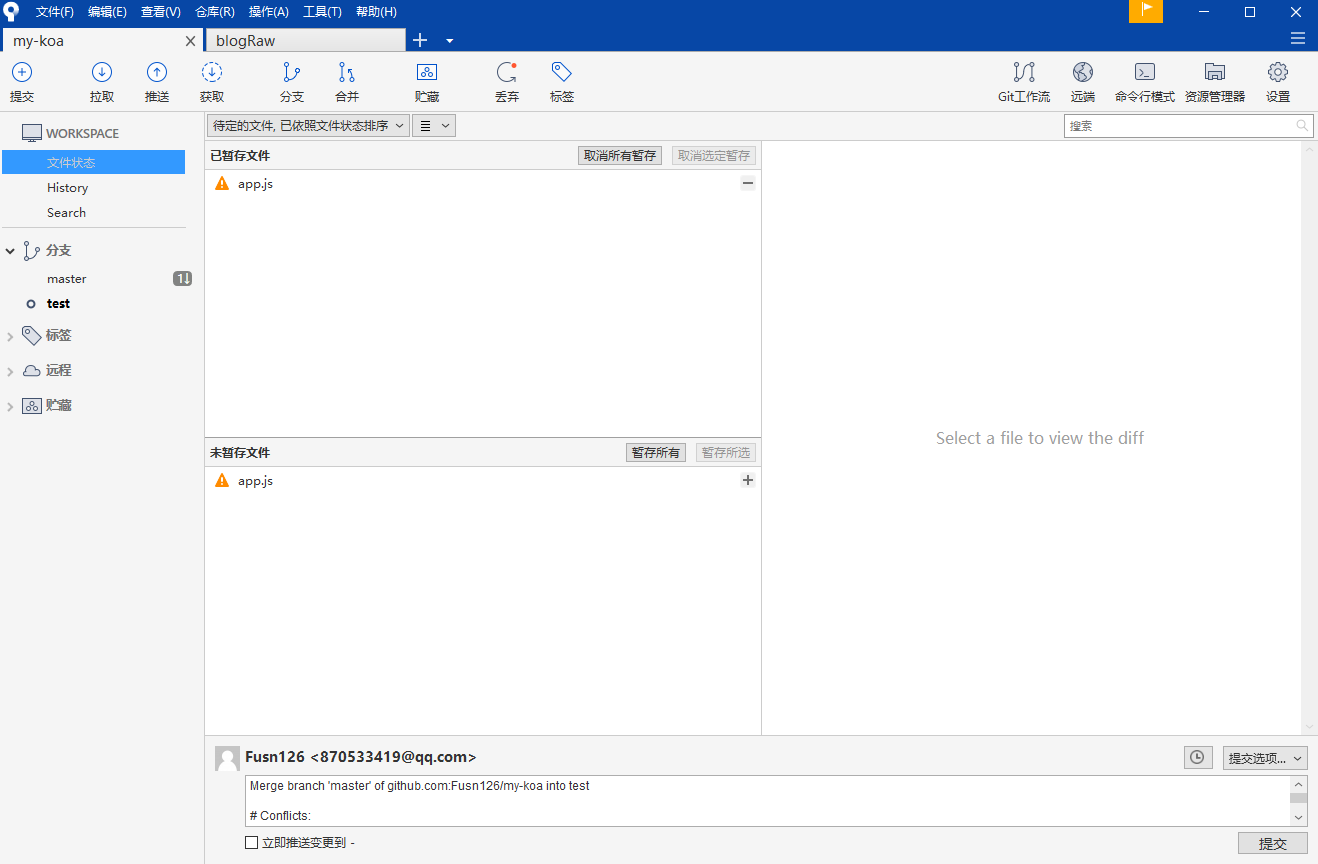 文件(F) 编辑(E) 查看(V) 仓库(R) 操作(A) 工具(T) 帮助(H)
my-koa blogRaw
提交 拉取 推送 获取 分支 合并 贮藏 丢弃 标签 Git工作流 远端 命令行模式 资源管理器 设置
WORKSPACE
文件状态
History
Search
分支
master 1
test
标签
远程
贮藏
待定的文件, 已依照文件状态排序
搜索
已暂存文件 取消所有暂存 取消选定暂存
app.js
未暂存文件 暂存所有 暂存所选
app.js
Select a file to view the diff
Fusn126 <870533419@qq.com>
提交选项...
Merge branch 'master' of github.com:Fusn126/my-koa into test
# Conflicts:
立即推送变更到 -
提交